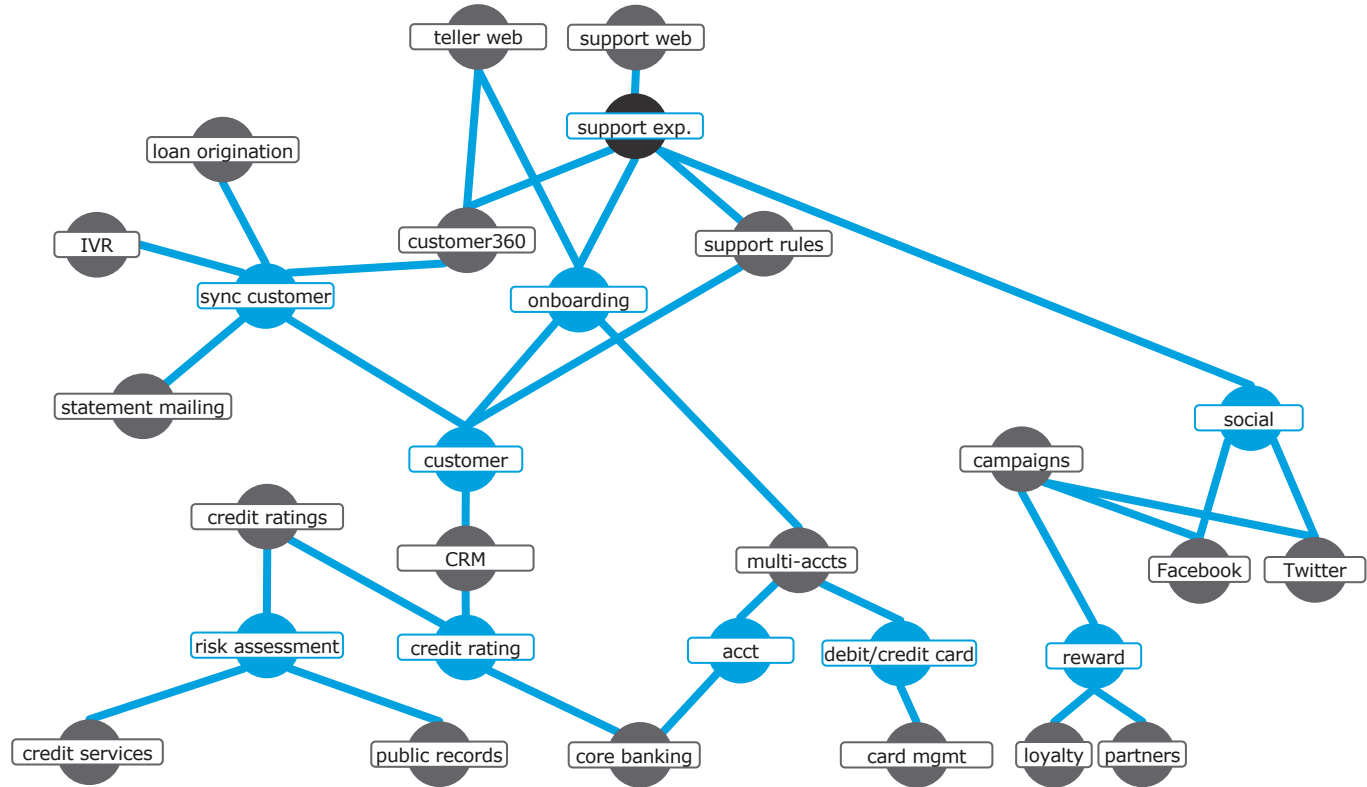 teller web
support web
support exp.
loan origination
IVR
customer360
support rules
sync customer
onboarding
statement mailing
social
customer
campaigns
credit ratings
CRM
multi-accts
Facebook
Twitter
risk assessment
credit rating
acct
debit/credit card
reward
credit services
public records
core banking
card mgmt
loyalty
partners